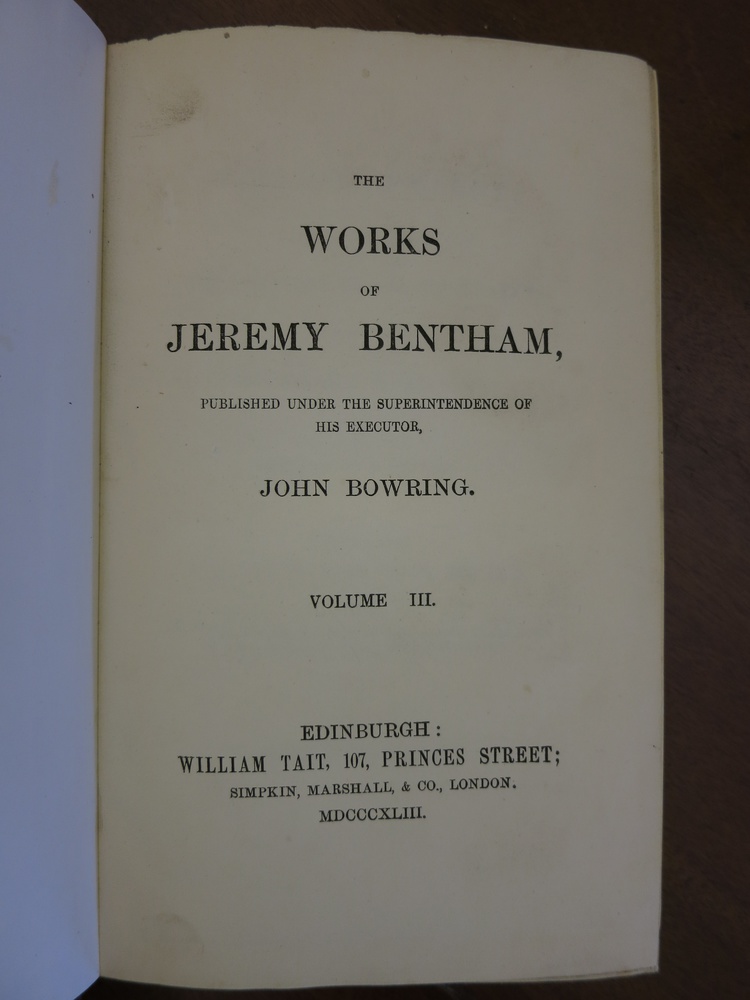 THE
WORKS
OF
JEREMY BENTHAM,
PUBLISHED UNDER THE SUPERINTENDENCE OF
HIS EXECUTOR,
JOHN BOWRING.
VOLUME III.
EDINBURGH:
WILLIAM TAIT, 107, PRINCES STREET;
SIMPKIN, MARSHALL, & CO., LONDON.
MDCCCXLIII.